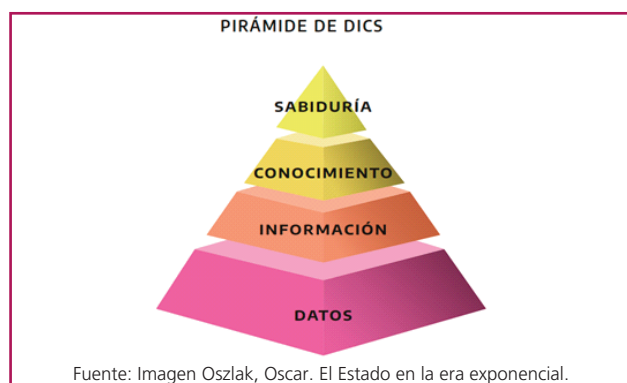 PIRÁMIDE DE DICS
SABIDURÍA
CONOCIMIENTO
INFORMACIÓN
DATOS
Fuente: Imagen Oszlak, Oscar. El Estado en la era exponencial.